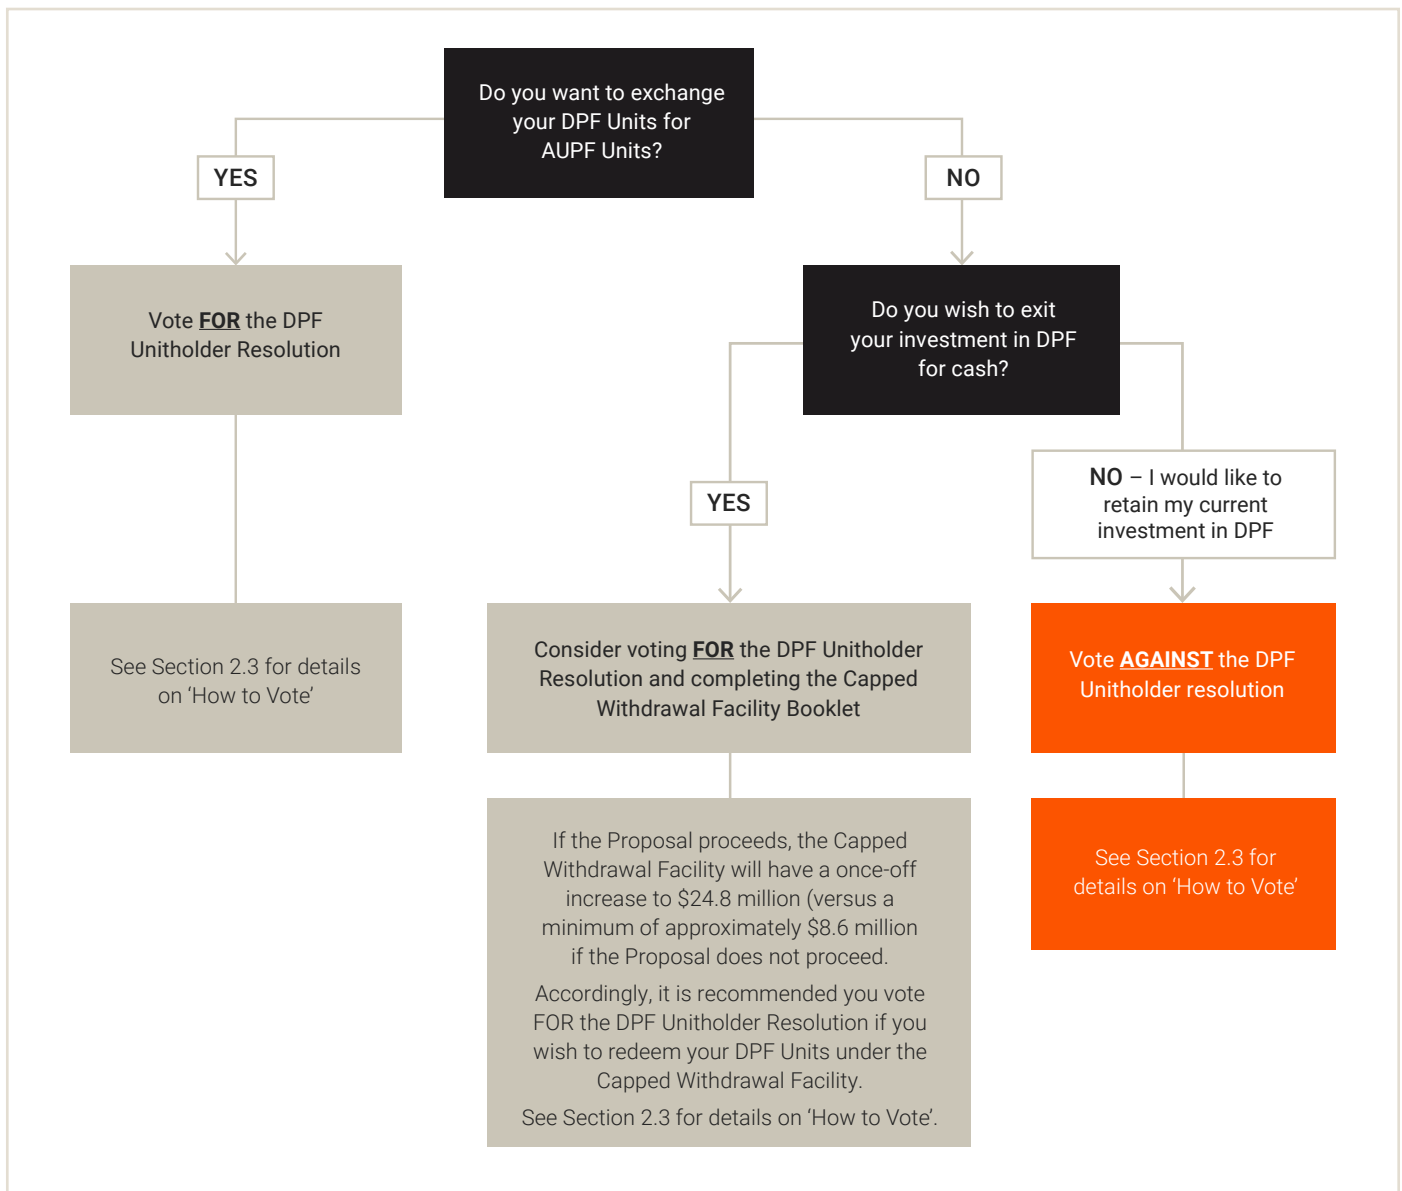 Do you want to exchange
your DPF Units for
AUPF Units?
YES
NO
Vote FOR the DPF
Unitholder Resolution
Do you wish to exit
your investment in DPF
for cash?
YES
NO – I would like to
retain my current
investment in DPF
See Section 2.3 for details
on ‘How to Vote’
Consider voting FOR the DPF Unitholder
Resolution and completing the Capped
Withdrawal Facility Booklet
Vote AGAINST the DPF
Unitholder resolution
If the Proposal proceeds, the Capped
Withdrawal Facility will have a once-off
increase to $24.8 million (versus a
minimum of approximately $8.6 million
if the Proposal does not proceed.
Accordingly, it is recommended you vote
FOR the DPF Unitholder Resolution if you
wish to redeem your DPF Units under the
Capped Withdrawal Facility.
See Section 2.3 for details on ‘How to Vote’.
See Section 2.3 for
details on ‘How to Vote’